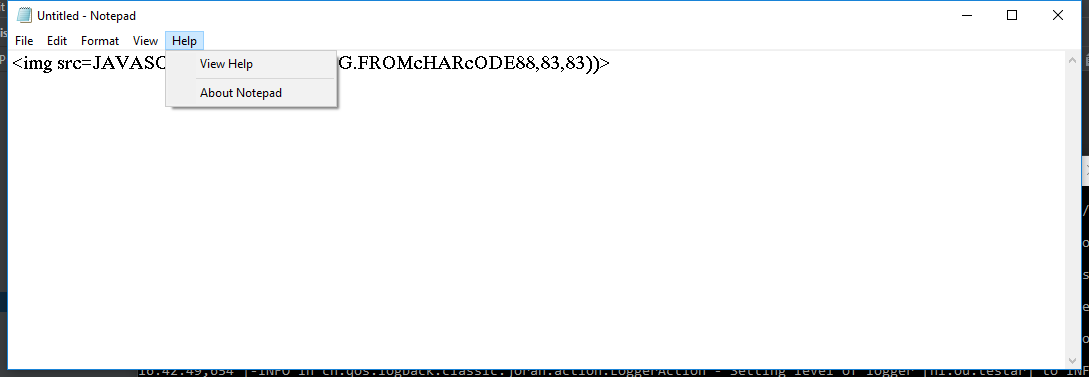 Untitled - Notepad
File Edit Format View Help
<img src=JAVASC G.FROMcHARcODE88,83,83))>
View Help
About Notepad
16:42:49,654 |-INFO in ch.qos.logback.classic.joran.action.LoggerAction - Setting level of logger [nl.ou.testar] to INF